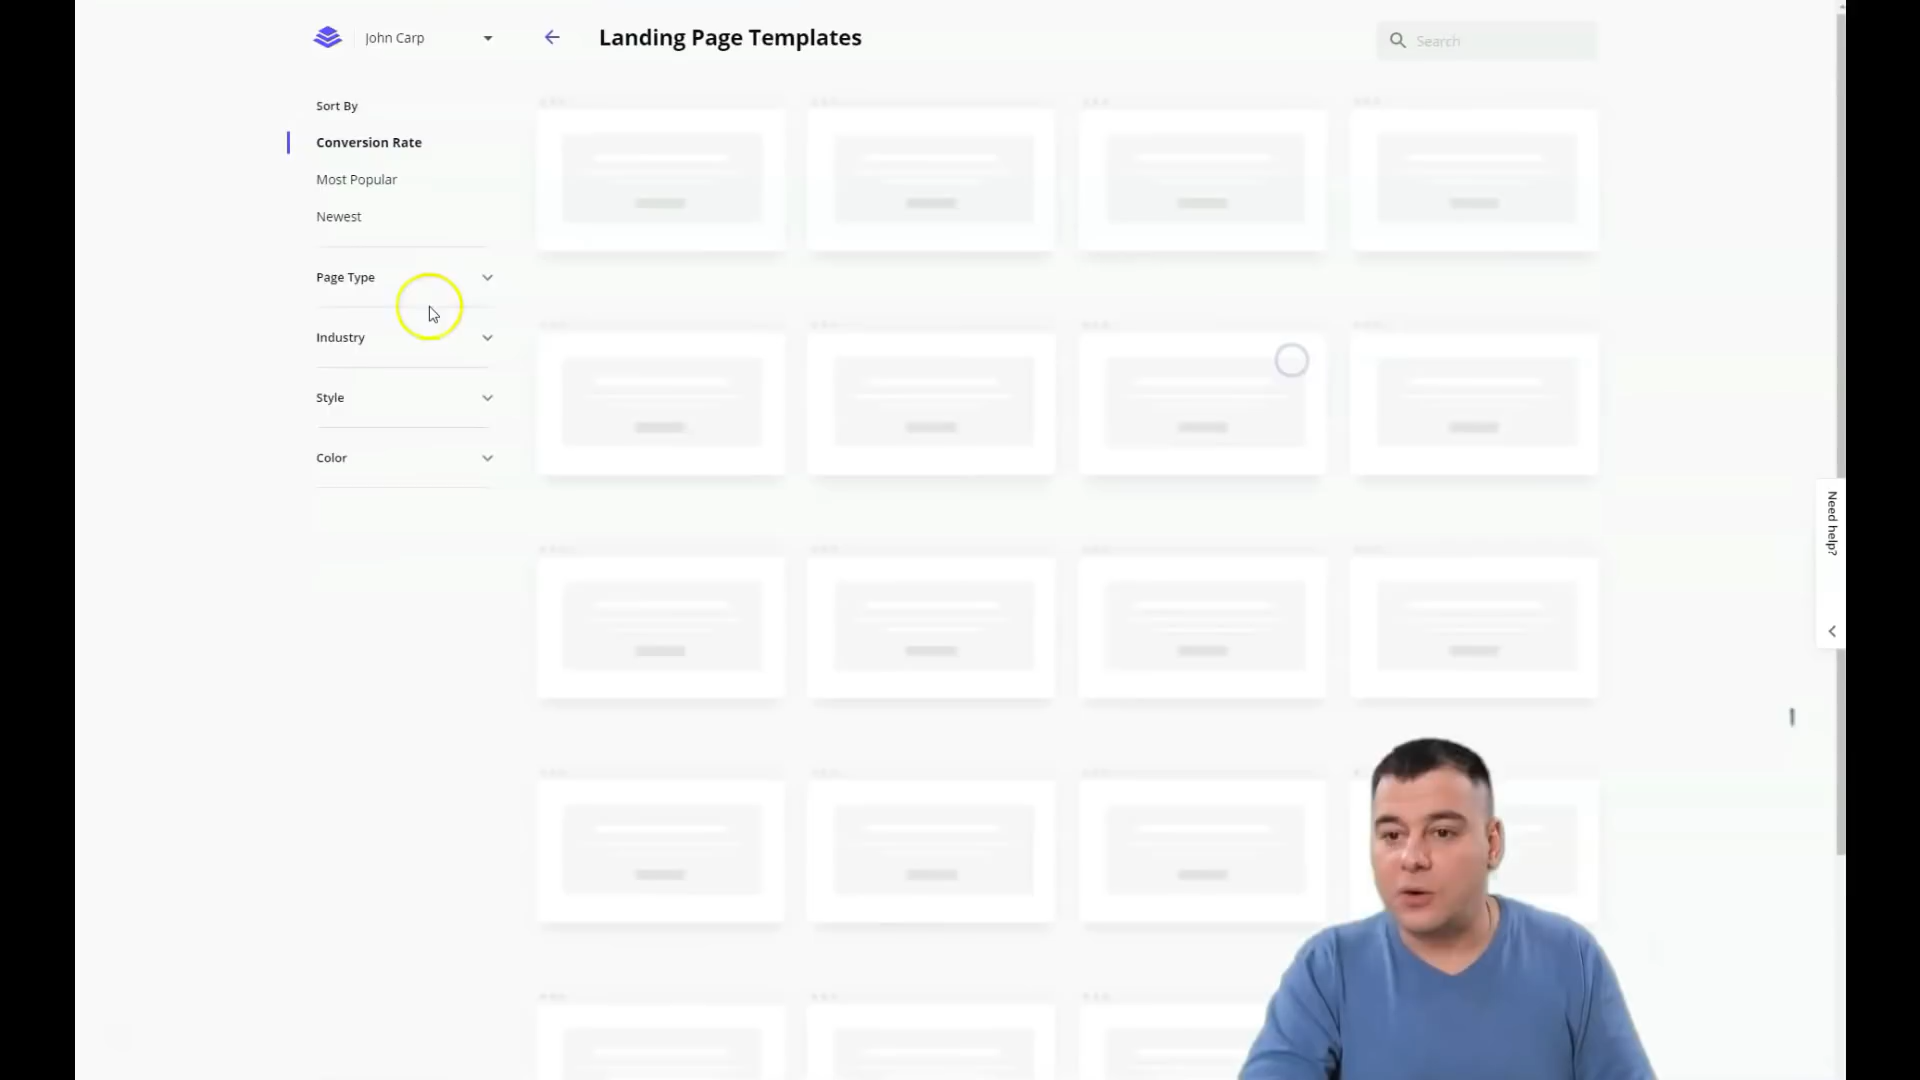 John Carp
Landing Page Templates
Search
Sort By
Conversion Rate
Most Popular
Newest
Page Type
Industry
Style
Color
Need help?